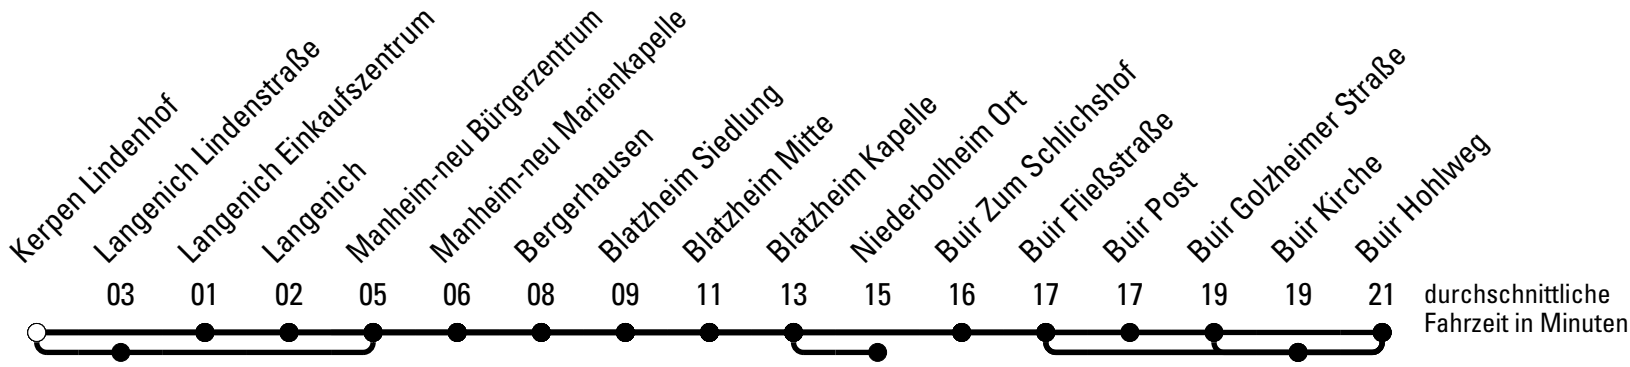 Kerpen Lindenhof
Langenich Lindenstraße
Langenich Einkaufszentrum
Langenich
Manheim-neu Bürgerzentrum
Manheim-neu Marienkapelle
Bergerhausen
Blatzheim Siedlung
Blatzheim Mitte
Blatzheim Kapelle
Niederbolheim Ort
Buir Zum Schlichshof
Buir Fließstraße
Buir Post
Buir Golzheimer Straße
Buir Kirche
Buir Hohlweg
03 01 02 05 06 08 09 11 13 15 16 17 17 19 19 21
durchschnittliche
Fahrzeit in Minuten